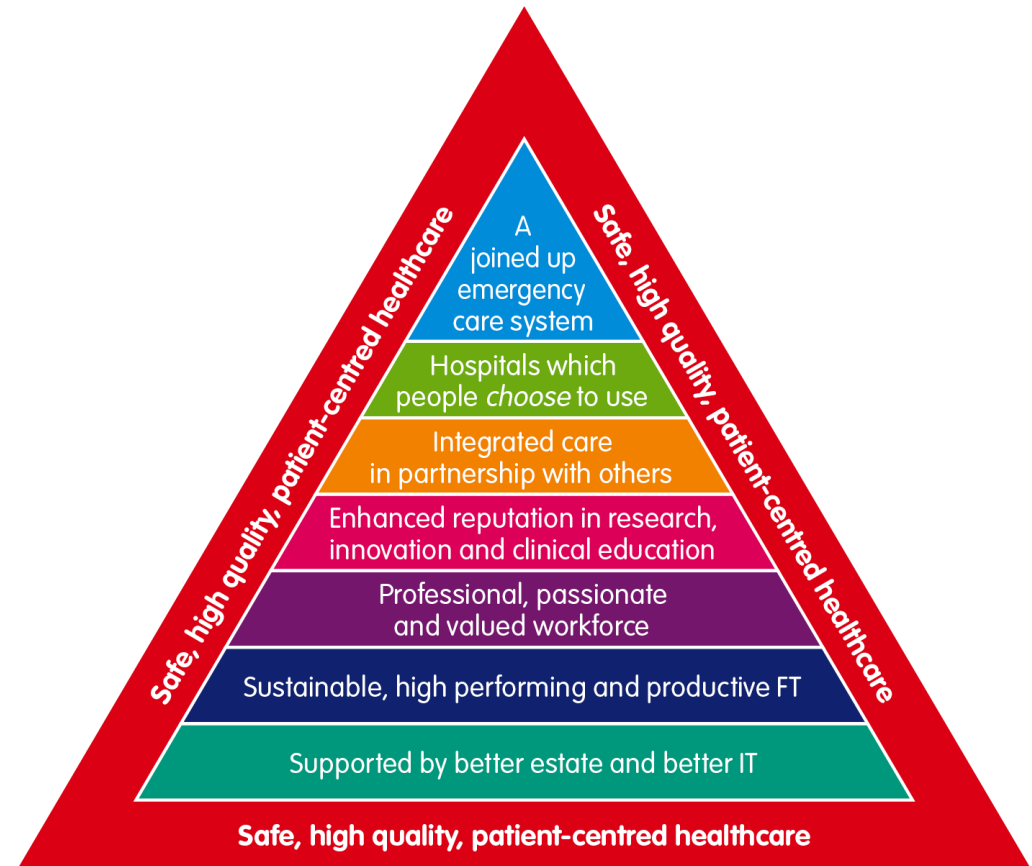 Safe, high quality, patient-centred healthcare
Safe, high quality, patient-centred healthcare
A
joined up
emergency
care system
Hospitals which
people choose to use
Integrated care
in partnership with others
Enhanced reputation in research,
innovation and clinical education
Professional, passionate
and valued workforce
Sustainable, high performing and productive FT
Supported by better estate and better IT
Safe, high quality, patient-centred healthcare